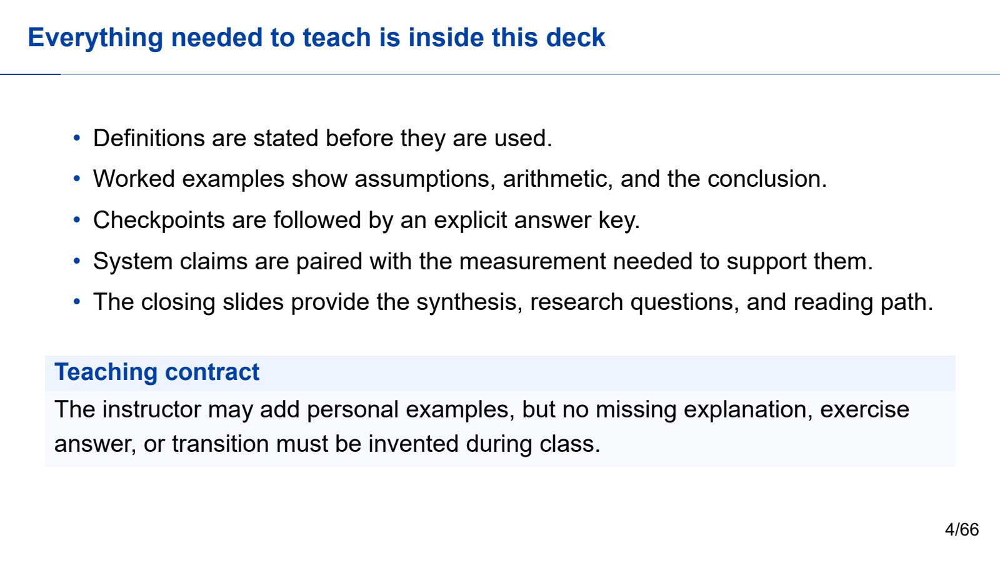 Everything needed to teach is inside this deck
• Definitions are stated before they are used.
• Worked examples show assumptions, arithmetic, and the conclusion.
• Checkpoints are followed by an explicit answer key.
• System claims are paired with the measurement needed to support them.
• The closing slides provide the synthesis, research questions, and reading path.
Teaching contract
The instructor may add personal examples, but no missing explanation, exercise
answer, or transition must be invented during class.
4/66